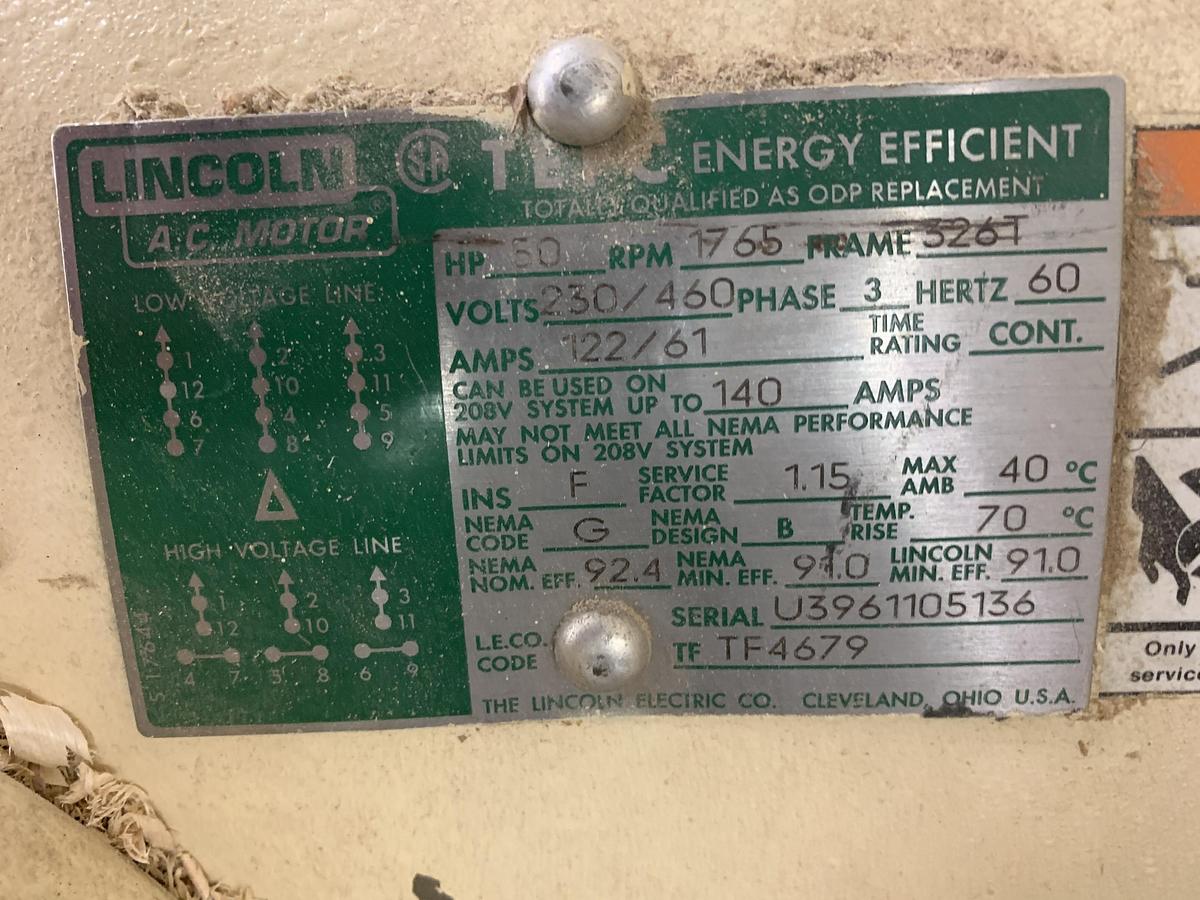 LINCOLN
A.C. MOTOR ®
SA
ENERGY EFFICIENT
QUALIFIED AS ODP REPLACEMENT
HP 50 RPM 1765 FRAME 326T
VOLTS 230/460 PHASE 3 HERTZ 60
AMPS 122/61 TIME RATING CONT.
CAN BE USED ON
208V SYSTEM UP TO 140 AMPS
MAY NOT MEET ALL NEMA PERFORMANCE
LIMITS ON 208V SYSTEM
INS F SERVICE FACTOR 1.15 MAX AMB 40 °C
NEMA CODE G NEMA DESIGN B TEMP. RISE 70 °C
NEMA NOM. EFF. 92.4 NEMA MIN. EFF. 91.0 LINCOLN MIN. EFF. 91.0
SERIAL U3961105136
L.E.CO. CODE TF TF4679
THE LINCOLN ELECTRIC CO. CLEVELAND, OHIO U.S.A.
LOW VOLTAGE LINE
1 2 3
12 10 11
6 4 5
7 8 9
HIGH VOLTAGE LINE
1 2 3
12 10 11
4 7 5 8 6 9
Only